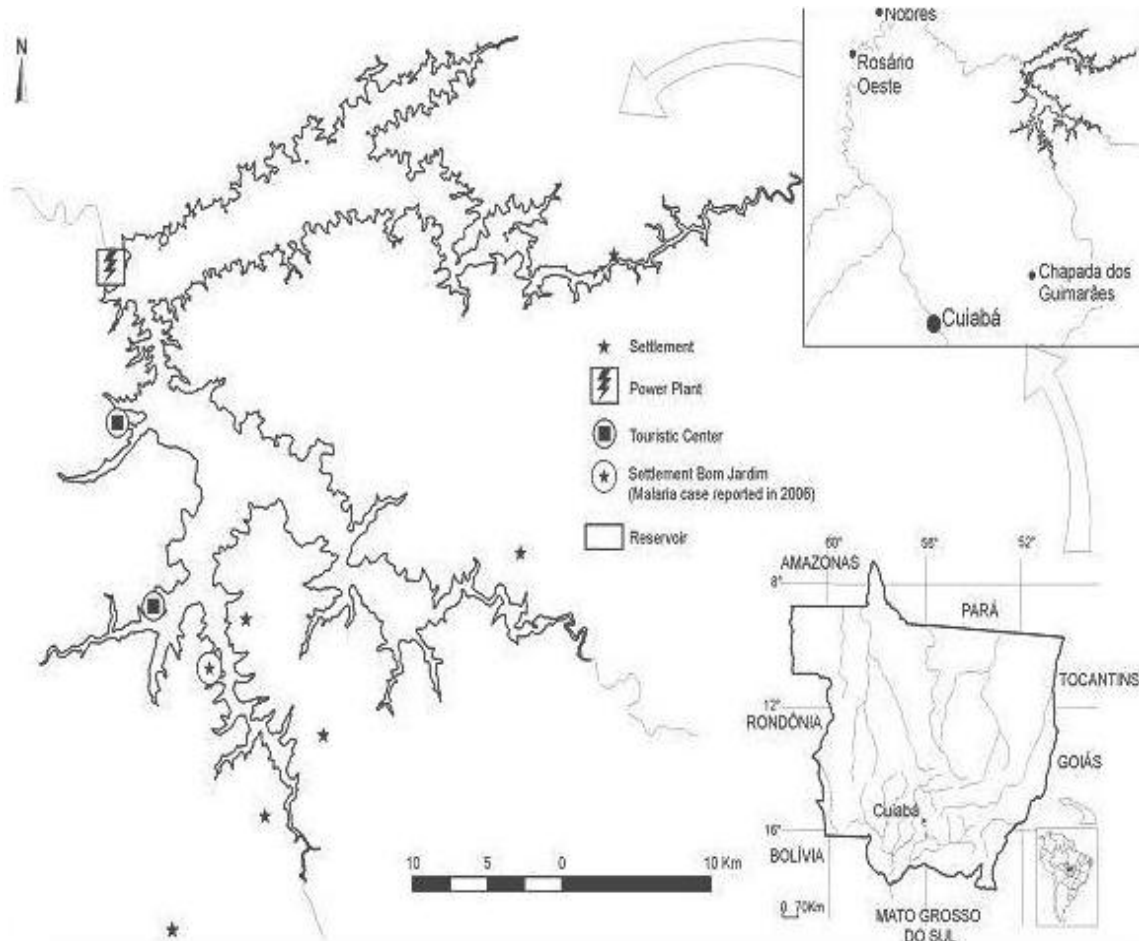 N
Nobres
Rosário
Oeste
Chapada dos
Guimarães
Cuiabá
Settlement
Power Plant
Touristic Center
Settlement Bom Jardim
(Malaria case reported in 2006)
Reservoir
60° 56° 52°
AMAZONAS
8°
PARÁ
TOCANTINS
12°
RONDÔNIA
GOIÁS
Cuiabá
16°
BOLÍVIA
0 70Km
MATO GROSSO
DO SUL
10 5 0 10 Km